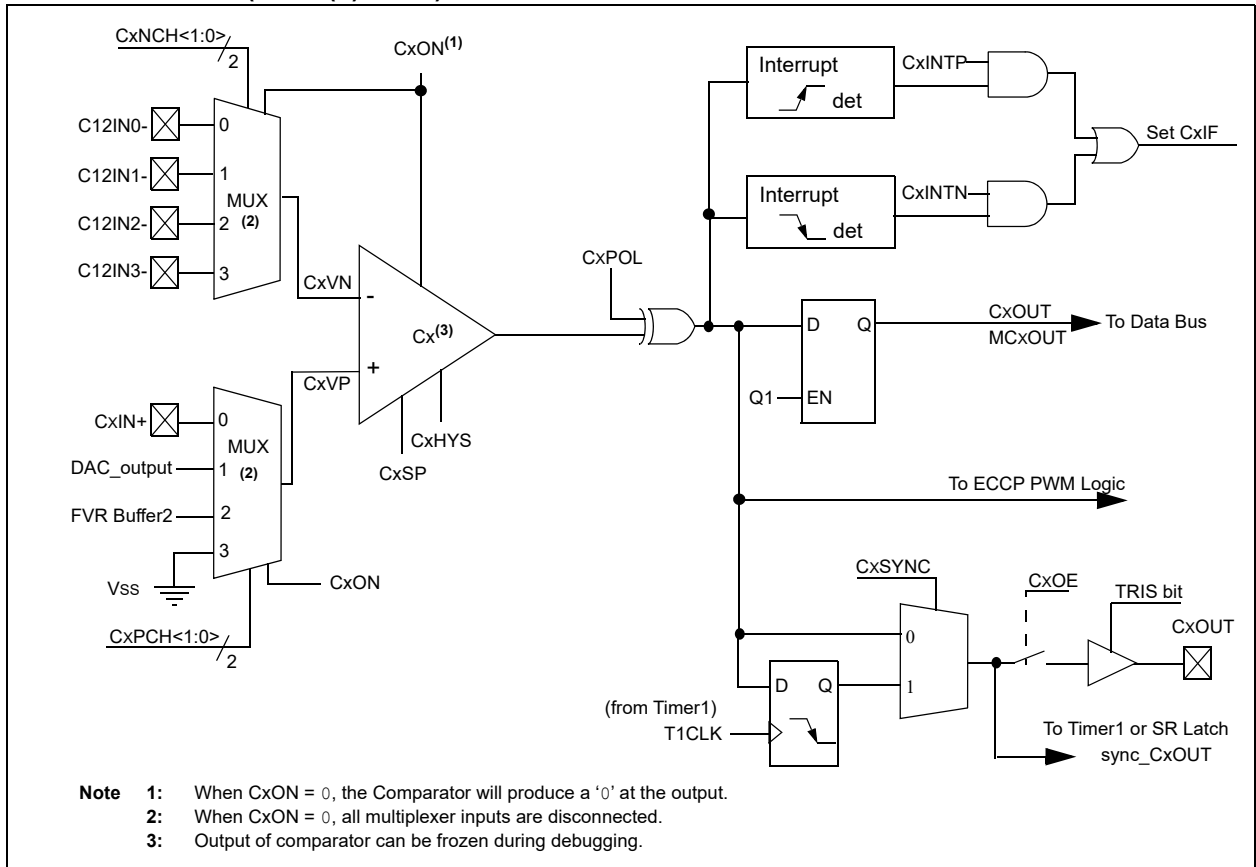 CxNCH<1:0>
2
CxON(1)
Interrupt
det
CxINTP
Set CxIF
C12IN0-
0
C12IN1-
1
MUX
(2)
C12IN2-
2
C12IN3-
3
Interrupt
det
CxINTN
CxVN
-
Cx(3)
+
CxVP
CxHYS
CxSP
CxPOL
D
Q
Q1
EN
CxOUT
MCxOUT
To Data Bus
CxIN+
0
MUX
DAC_output
1
(2)
FVR Buffer2
2
3
VSS
CxON
CxPCH<1:0>
2
To ECCP PWM Logic
CxSYNC
0
1
CxOE
TRIS bit
CxOUT
D
Q
(from Timer1)
T1CLK
To Timer1 or SR Latch
sync_CxOUT
Note 1: When CxON = 0, the Comparator will produce a ‘0’ at the output.
2: When CxON = 0, all multiplexer inputs are disconnected.
3: Output of comparator can be frozen during debugging.